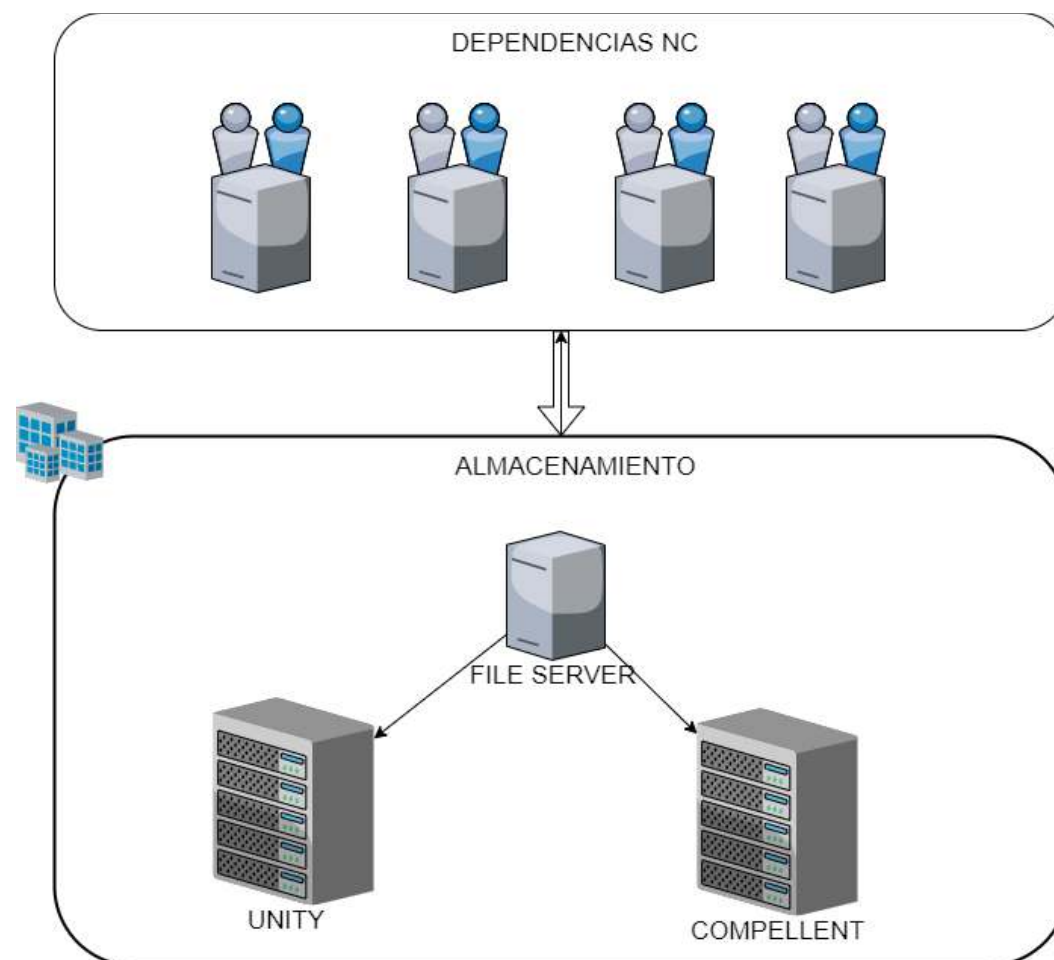 DEPENDENCIAS NC
ALMACENAMIENTO
FILE SERVER
UNITY
COMPELLENT